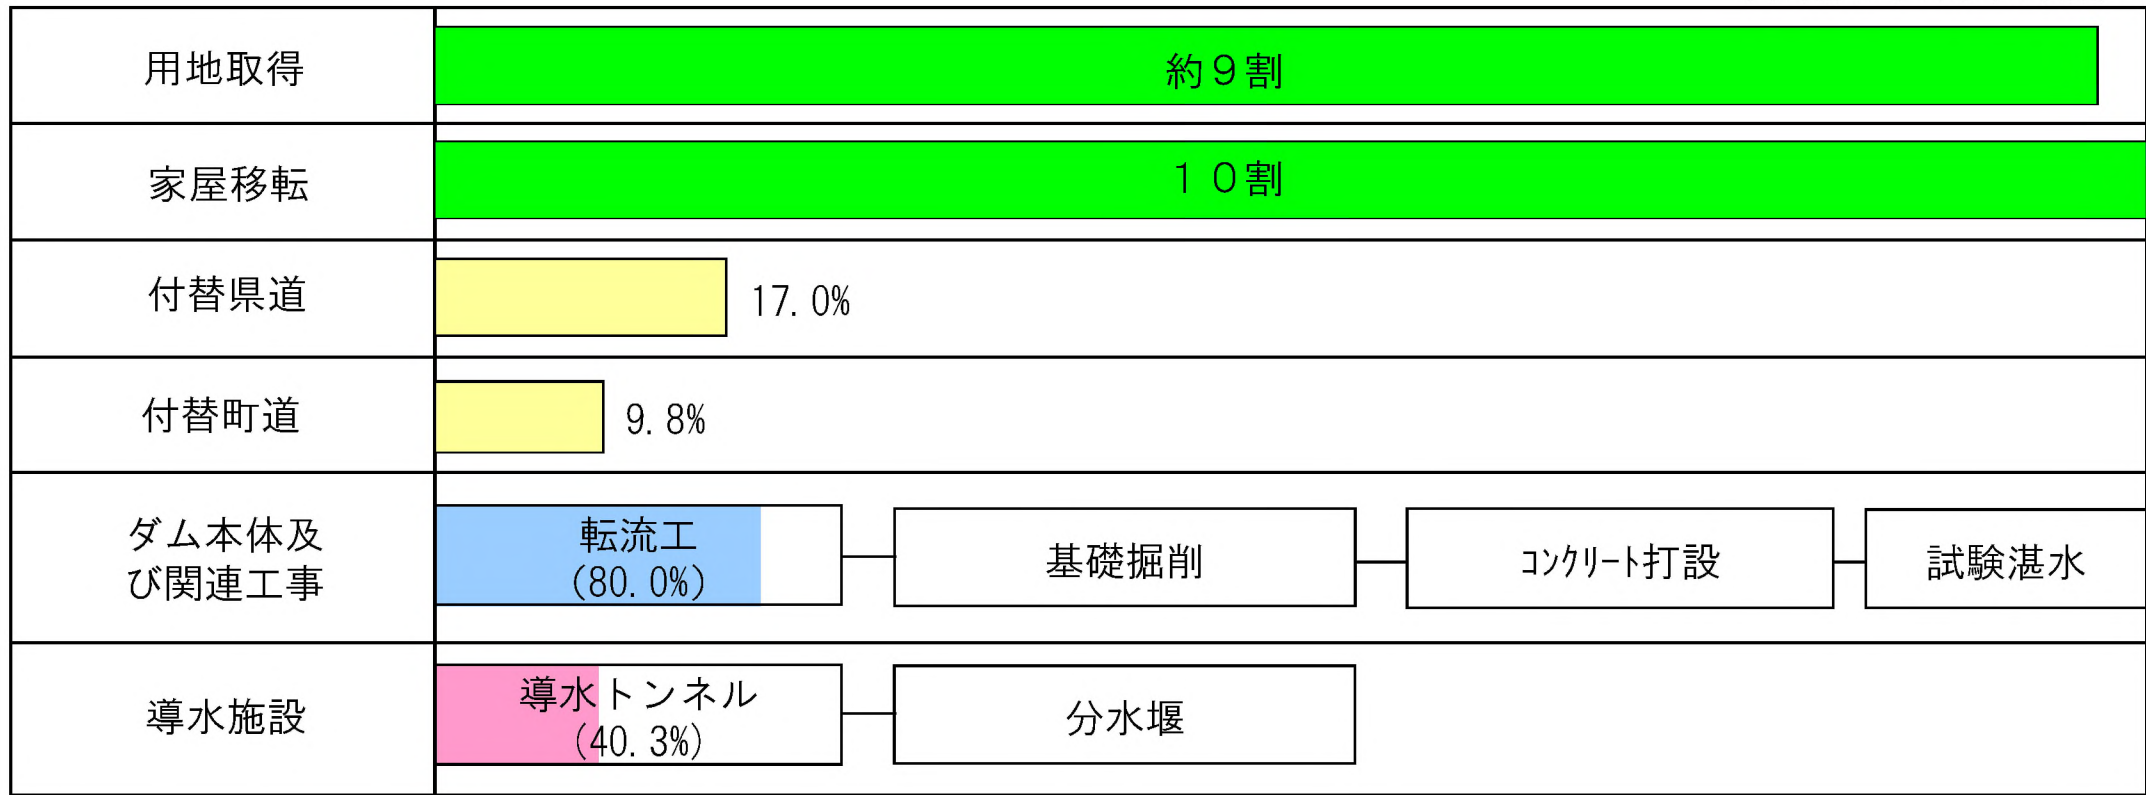 用地取得
約９割
家屋移転
１０割
付替県道
17.0%
付替町道
9.8%
ダム本体及
び関連工事
転流工
(80.0%)
基礎掘削
ｺﾝｸﾘｰﾄ打設
試験湛水
導水施設
導水トンネル
(40.3%)
分水堰